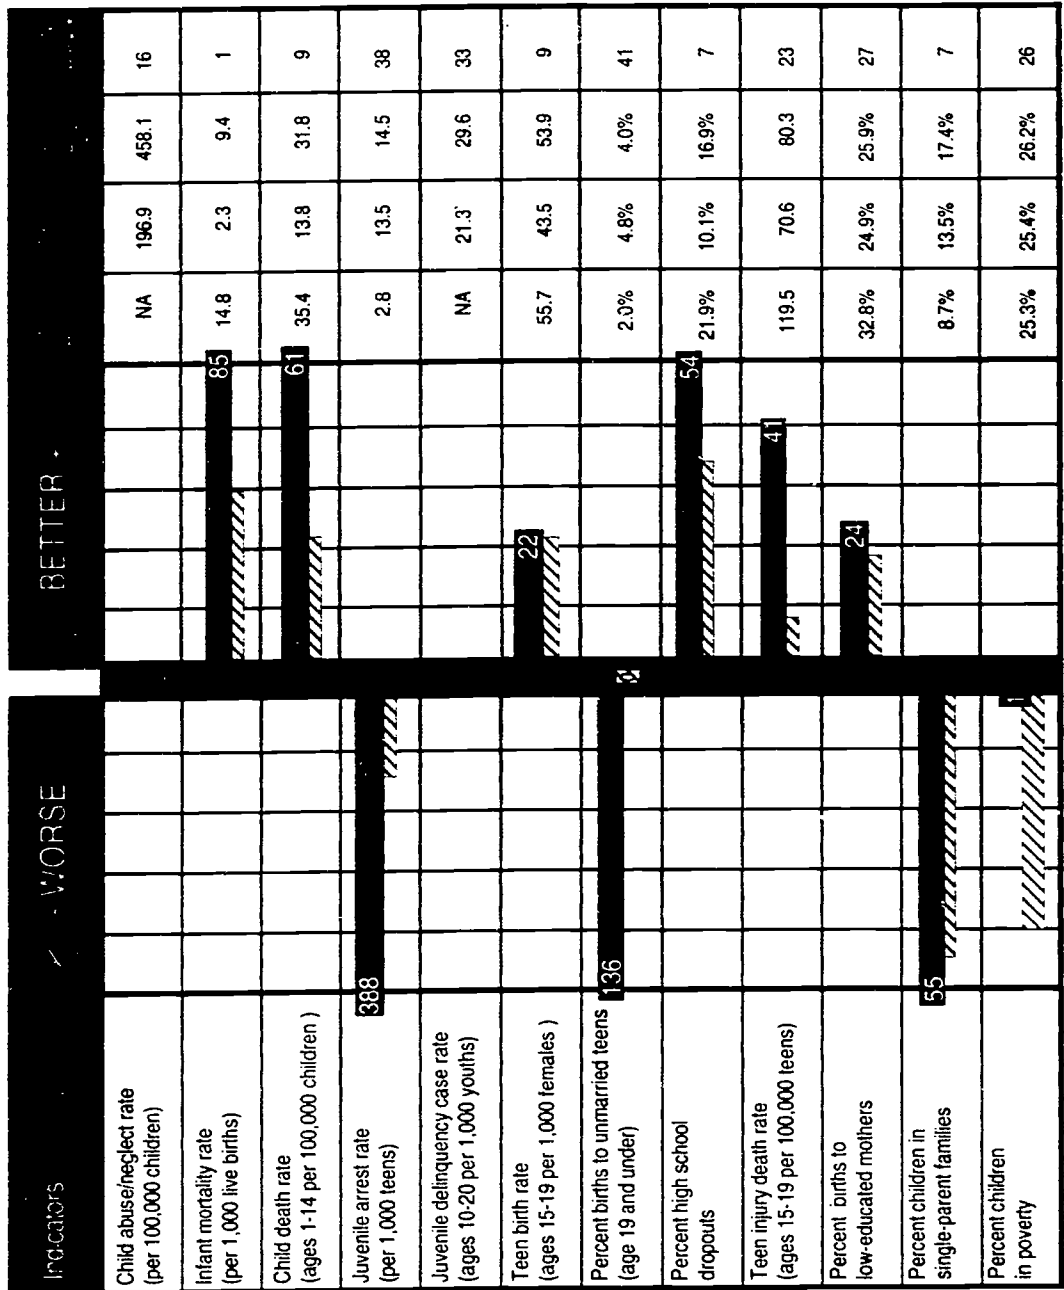 Indicators - WORSE BETTER +
Child abuse/neglect rate
(per 100,000 children) NA 196.9 458.1 16
Infant mortality rate
(per 1,000 live births) 85 14.8 2.3 9.4 1
Child death rate
(ages 1-14 per 100,000 children ) 61 35.4 13.8 31.8 9
Juvenile arrest rate
(per 1,000 teens) 388 2.8 13.5 14.5 38
Juvenile delinquency case rate
(ages 10-20 per 1,000 youths) NA 21.3 29.6 33
Teen birth rate
(ages 15-19 per 1,000 females ) 22 55.7 43.5 53.9 9
Percent births to unmarried teens
(age 19 and under) 136 2.0% 4.8% 4.0% 41
Percent high school
dropouts 54 21.9% 10.1% 16.9% 7
Teen injury death rate
(ages 15-19 per 100,000 teens) 41 119.5 70.6 80.3 23
Percent births to
low-educated mothers 24 32.8% 24.9% 25.9% 27
Percent children in
single-parent families 55 8.7% 13.5% 17.4% 7
Percent children
in poverty 1 25.3% 25.4% 26.2% 26